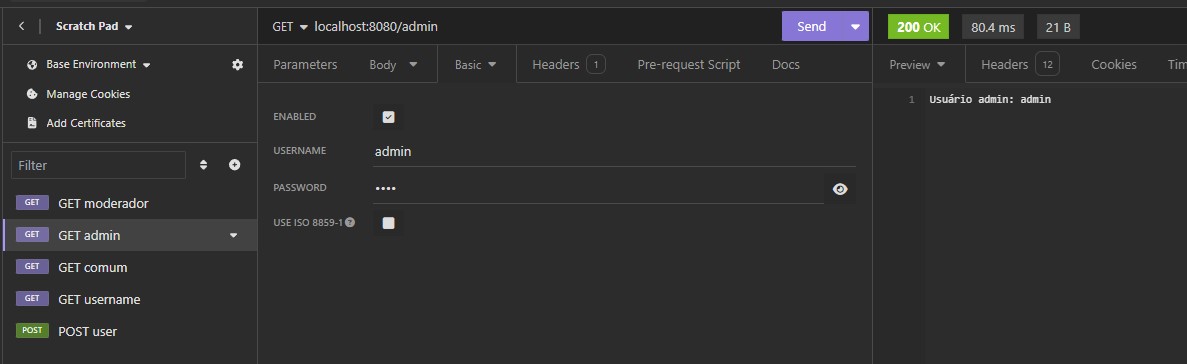 Scratch Pad
GET localhost:8080/admin
Send
200 OK
80.4 ms
21 B
Base Environment
Parameters
Body
Basic
Headers 1
Pre-request Script
Docs
Preview
Headers 12
Cookies
Tim
Manage Cookies
Add Certificates
1 Usuário admin: admin
ENABLED
USERNAME admin
PASSWORD ••••
USE ISO 8859-1 ?
Filter
GET GET moderador
GET GET admin
GET GET comum
GET GET username
POST POST user